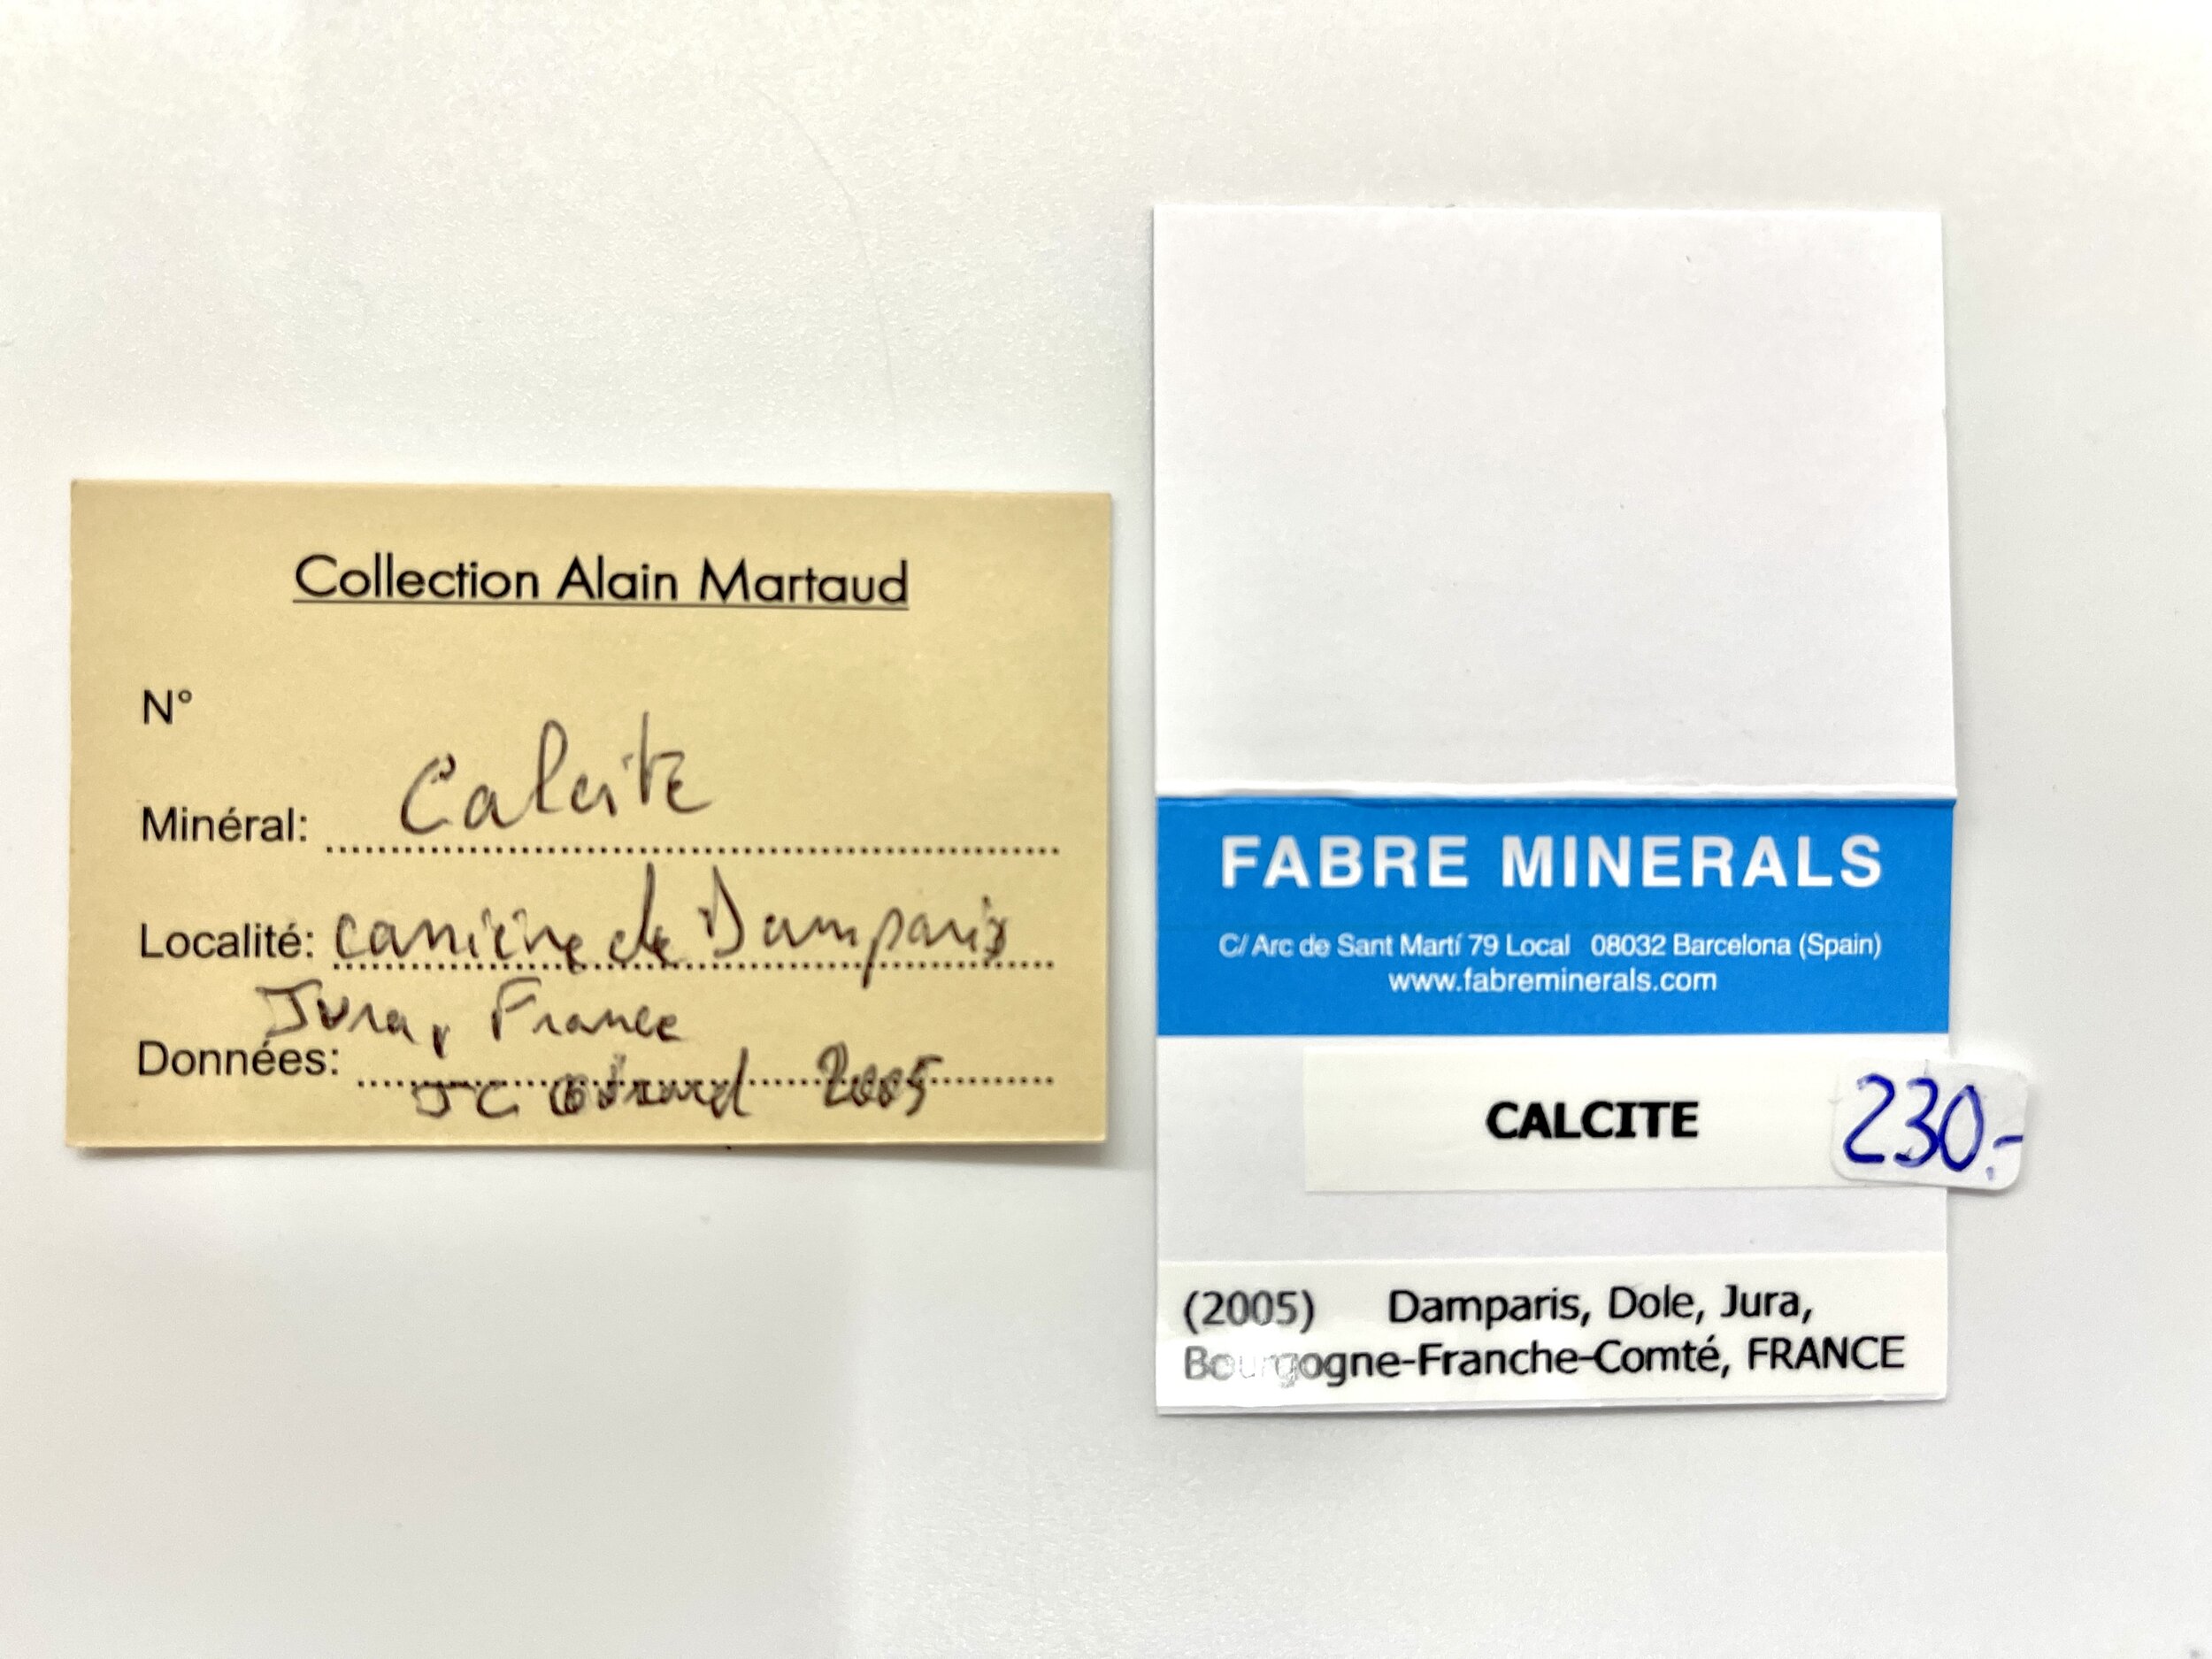 Collection Alain Martaud
N°
Minéral: Calcite
Localité: carrière de Damparis
Jura, France
Données:
JC 2005
FABRE MINERALS
C/ Arc de Sant Martí 79 Local 08032 Barcelona (Spain)
www.fabreminerals.com
CALCITE
230.-
(2005) Damparis, Dole, Jura,
Bourgogne-Franche-Comté, FRANCE